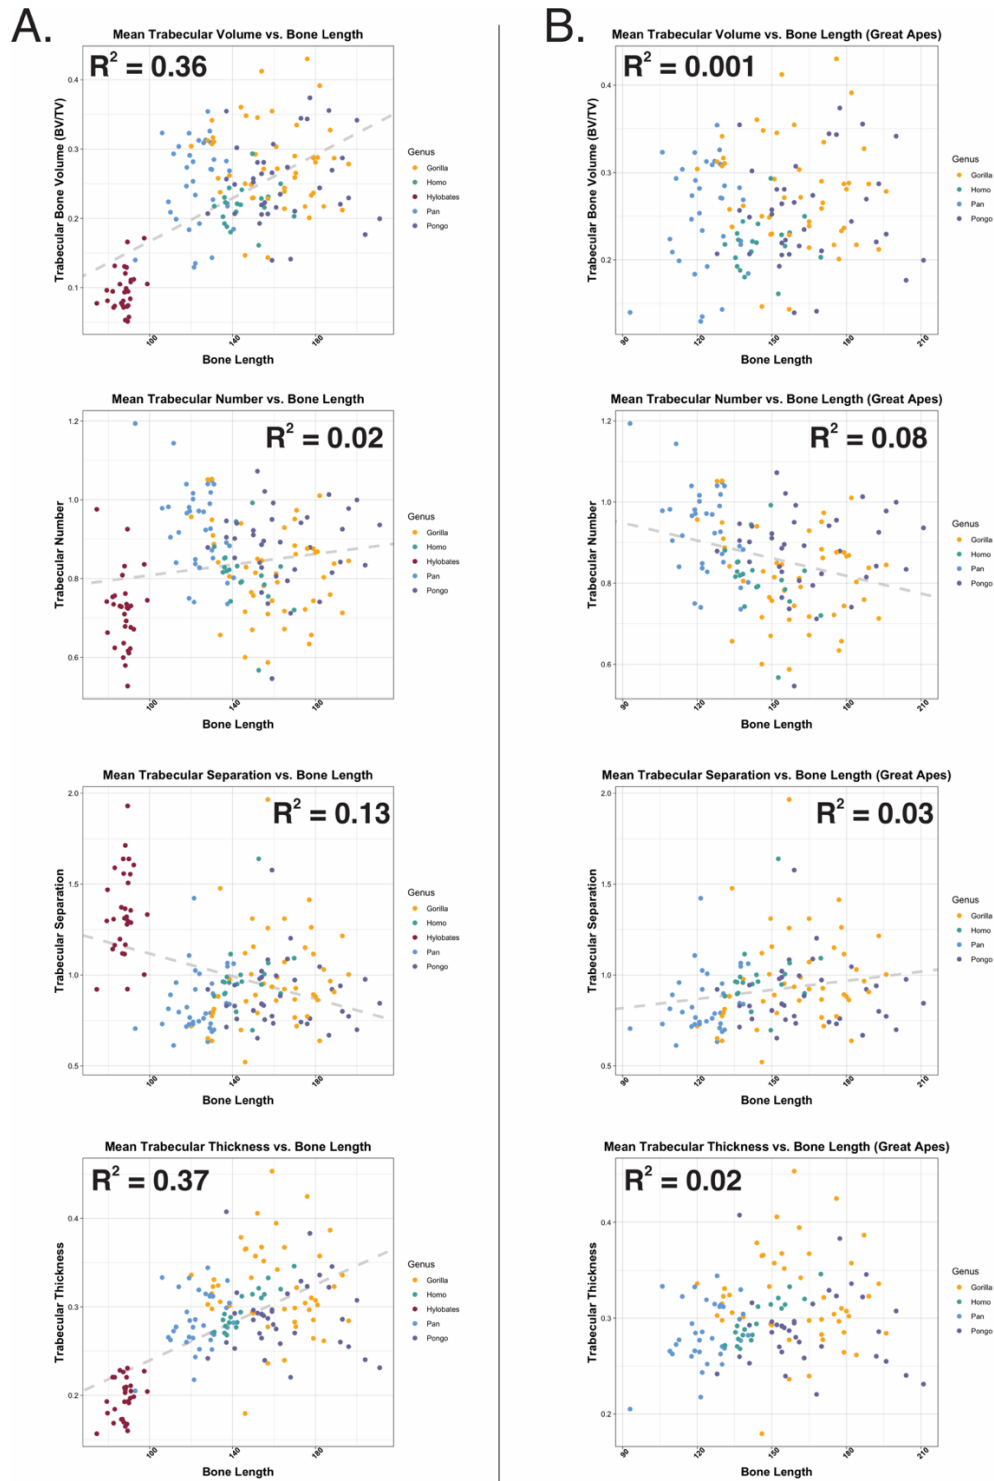 A.
Mean Trabecular Volume vs. Bone Length
R² = 0.36
Trabecular Bone Volume (BV/TV)
0.4
0.3
0.2
0.1
100
140
180
Bone Length
Genus
Gorilla
Homo
Hylobates
Pan
Pongo
Mean Trabecular Number vs. Bone Length
R² = 0.02
Trabecular Number
1.2
1.0
0.8
0.6
100
140
180
Bone Length
Genus
Gorilla
Homo
Hylobates
Pan
Pongo
Mean Trabecular Separation vs. Bone Length
R² = 0.13
Trabecular Separation
2.0
1.5
1.0
0.5
100
140
180
Bone Length
Genus
Gorilla
Homo
Hylobates
Pan
Pongo
Mean Trabecular Thickness vs. Bone Length
R² = 0.37
Trabecular Thickness
0.4
0.3
0.2
100
140
180
Bone Length
Genus
Gorilla
Homo
Hylobates
Pan
Pongo
B.
Mean Trabecular Volume vs. Bone Length (Great Apes)
R² = 0.001
Trabecular Bone Volume (BV/TV)
0.4
0.3
0.2
90
120
150
180
210
Bone Length
Genus
Gorilla
Homo
Pan
Pongo
Mean Trabecular Number vs. Bone Length (Great Apes)
R² = 0.08
Trabecular Number
1.2
1.0
0.8
0.6
90
120
150
180
210
Bone Length
Genus
Gorilla
Homo
Pan
Pongo
Mean Trabecular Separation vs. Bone Length (Great Apes)
R² = 0.03
Trabecular Separation
2.0
1.5
1.0
0.5
90
120
150
180
210
Bone Length
Genus
Gorilla
Homo
Pan
Pongo
Mean Trabecular Thickness vs. Bone Length (Great Apes)
R² = 0.02
Trabecular Thickness
0.4
0.3
0.2
90
120
150
180
210
Bone Length
Genus
Gorilla
Homo
Pan
Pongo